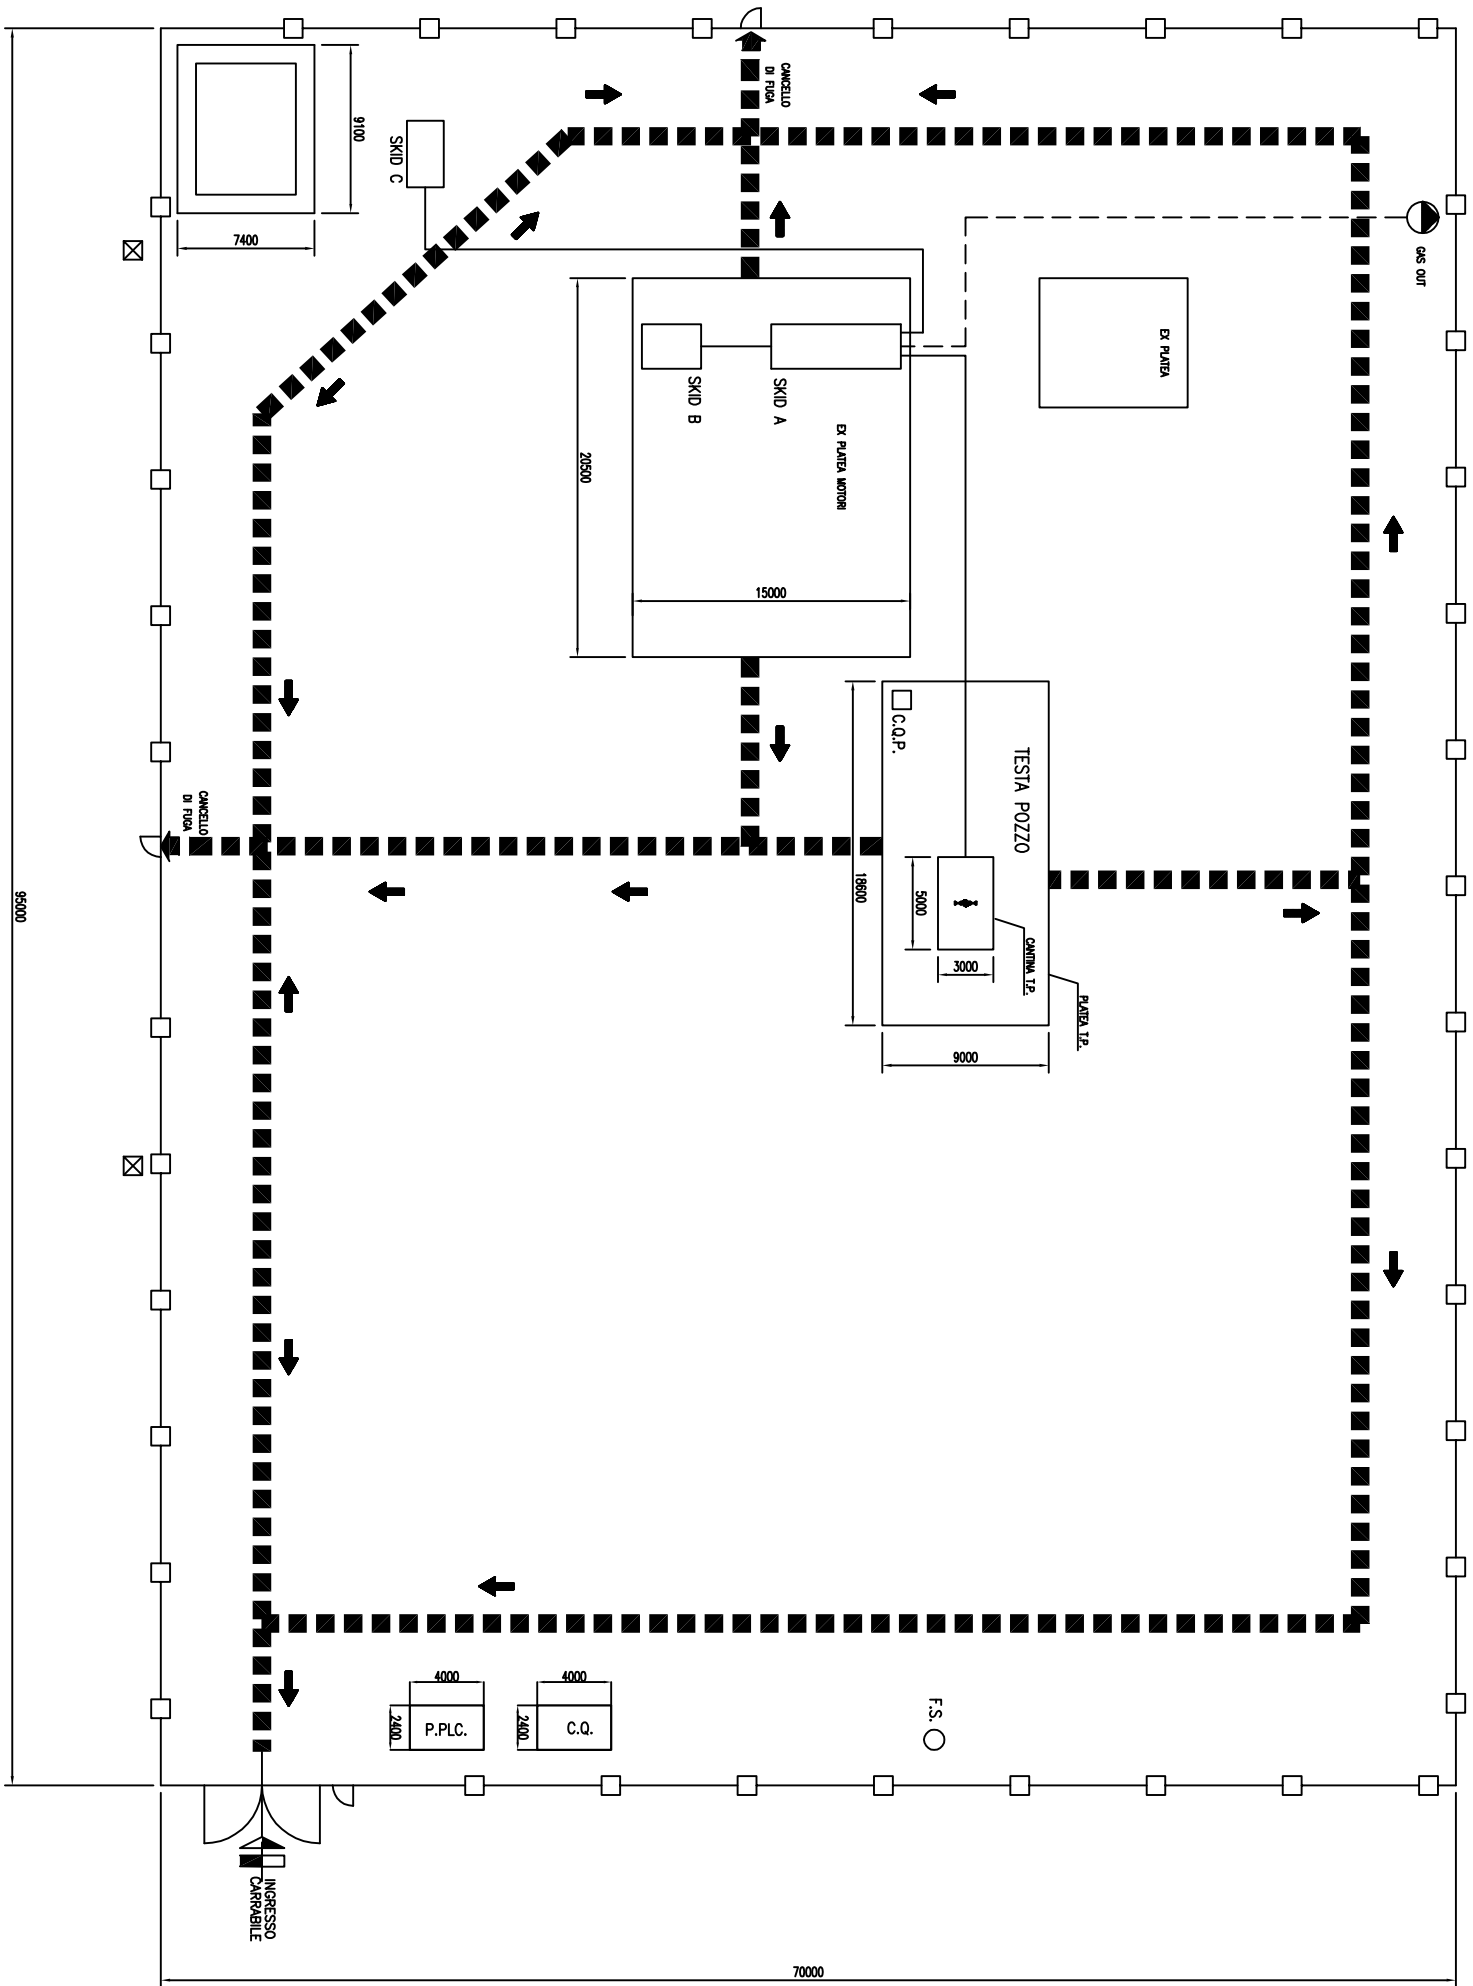 CANCELLO
DI FUGA
9100
SKID C
7400
GAS OUT
EX PLATEA
SKID A
SKID B
EX PLATEA MOTORI
20500
15000
C.Q.P.
TESTA POZZO
CANCELLO
DI FUGA
18600
5000
3000
CANTINA T.P.
PLATEA T.P.
9000
95000
4000
2400
P.PLC.
4000
2400
C.Q.
F.S.
INGRESSO
CARRABILE
70000